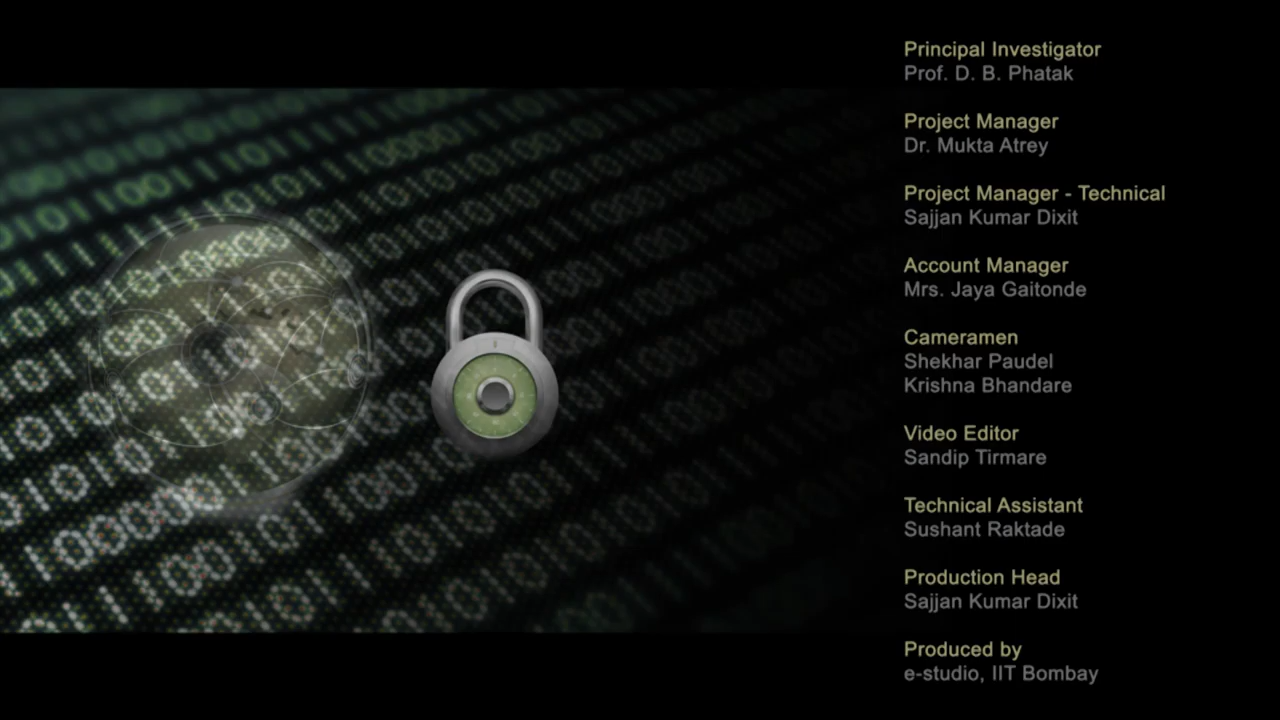 Principal Investigator
Prof. D. B. Phatak
Project Manager
Dr. Mukta Atrey
Project Manager - Technical
Sajjan Kumar Dixit
Account Manager
Mrs. Jaya Gaitonde
Cameramen
Shekhar Paudel
Krishna Bhandare
Video Editor
Sandip Tirmare
Technical Assistant
Sushant Raktade
Production Head
Sajjan Kumar Dixit
Produced by
e-studio, IIT Bombay